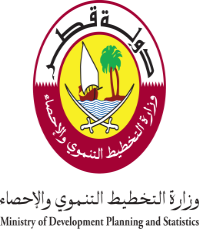 دولة قطر
وزارة التخطيط التنموي والإحصاء
وزارة التخطيط التنموي والإحصاء
Ministry of Development Planning and Statistics